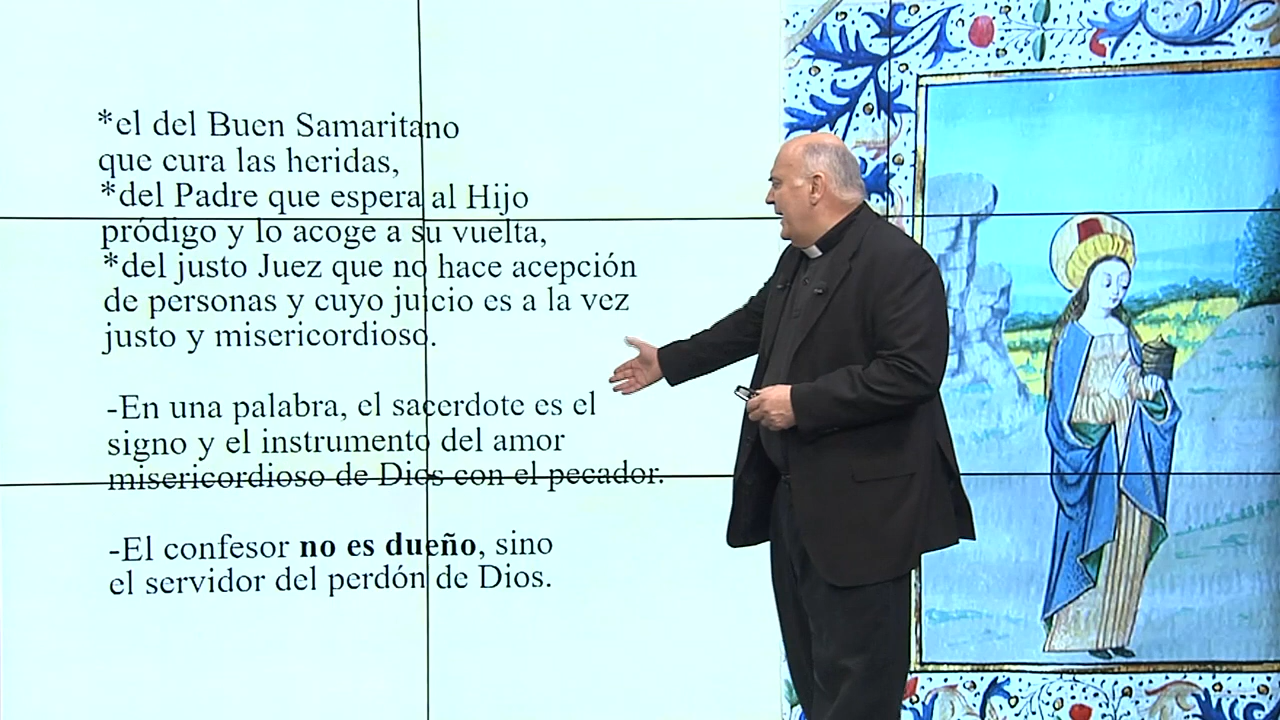 *el del Buen Samaritano
que cura las heridas,
*del Padre que espera al Hijo
pródigo y lo acoge a su vuelta,
*del justo Juez que no hace acepción
de personas y cuyo juicio es a la vez
justo y misericordioso.
-En una palabra, el sacerdote es el
signo y el instrumento del amor
misericordioso de Dios con el pecador.
-El confesor no es dueño, sino
el servidor del perdón de Dios.